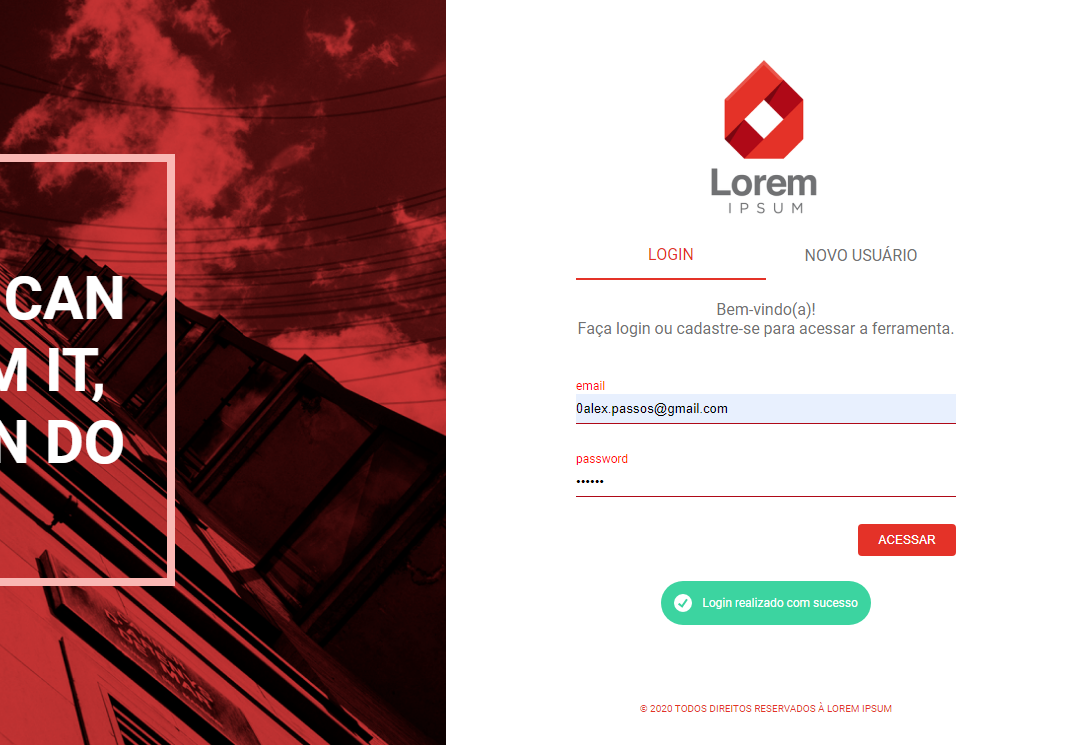 CAN
M IT,
N DO
Lorem
IPSUM
LOGIN
NOVO USUÁRIO
Bem-vindo(a)!
Faça login ou cadastre-se para acessar a ferramenta.
email
0alex.passos@gmail.com
password
••••••
ACESSAR
Login realizado com sucesso
© 2020 TODOS DIREITOS RESERVADOS À LOREM IPSUM